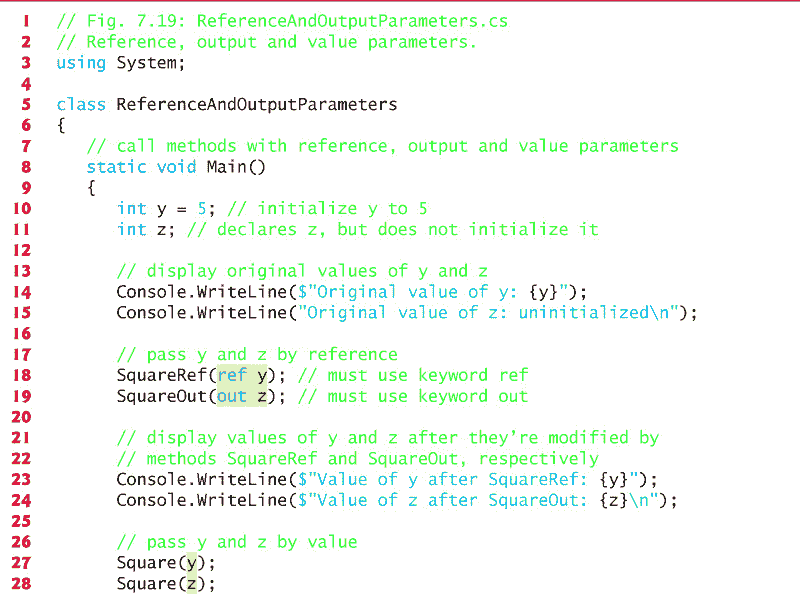 1 // Fig. 7.19: ReferenceAndOutputParameters.cs
2 // Reference, output and value parameters.
3 using System;
4
5 class ReferenceAndOutputParameters
6 {
7 // call methods with reference, output and value parameters
8 static void Main()
9 {
10 int y = 5; // initialize y to 5
11 int z; // declares z, but does not initialize it
12
13 // display original values of y and z
14 Console.WriteLine($"Original value of y: {y}");
15 Console.WriteLine("Original value of z: uninitialized\n");
16
17 // pass y and z by reference
18 SquareRef(ref y); // must use keyword ref
19 SquareOut(out z); // must use keyword out
20
21 // display values of y and z after they’re modified by
22 // methods SquareRef and SquareOut, respectively
23 Console.WriteLine($"Value of y after SquareRef: {y}");
24 Console.WriteLine($"Value of z after SquareOut: {z}\n");
25
26 // pass y and z by value
27 Square(y);
28 Square(z);